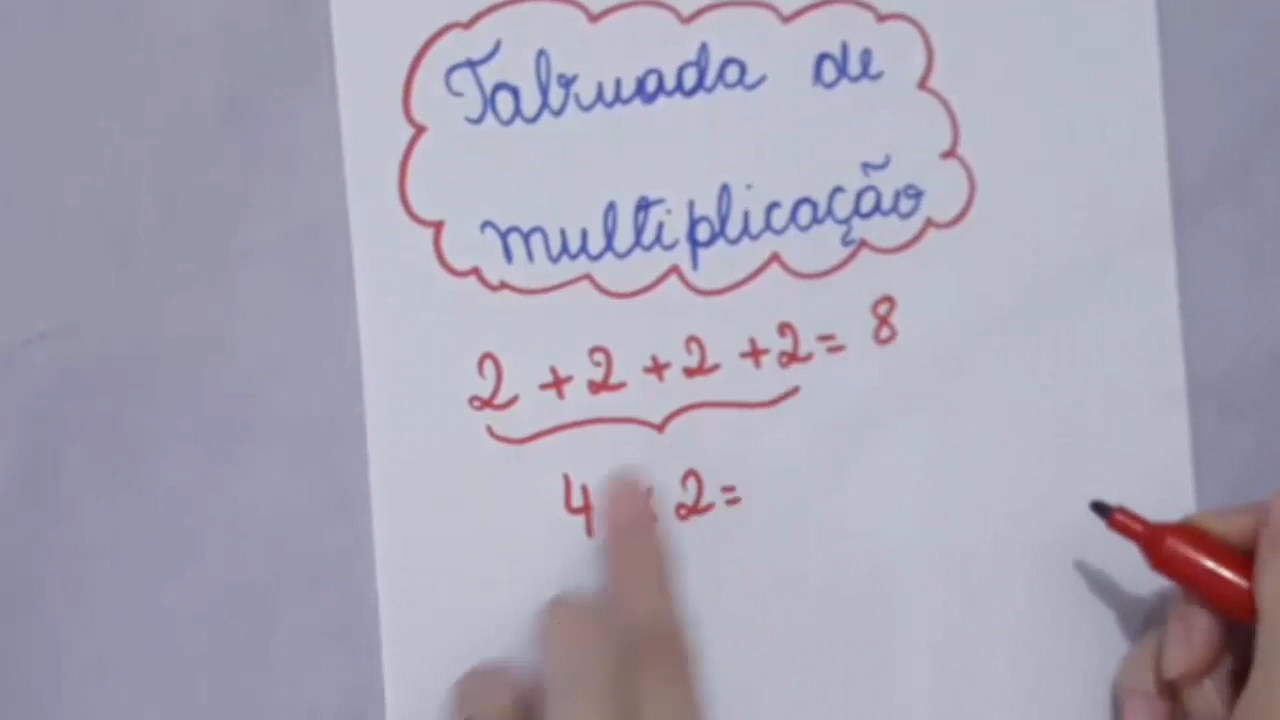 Tabuada de
multiplicação
2 + 2 + 2 + 2 = 8
4 x 2 =